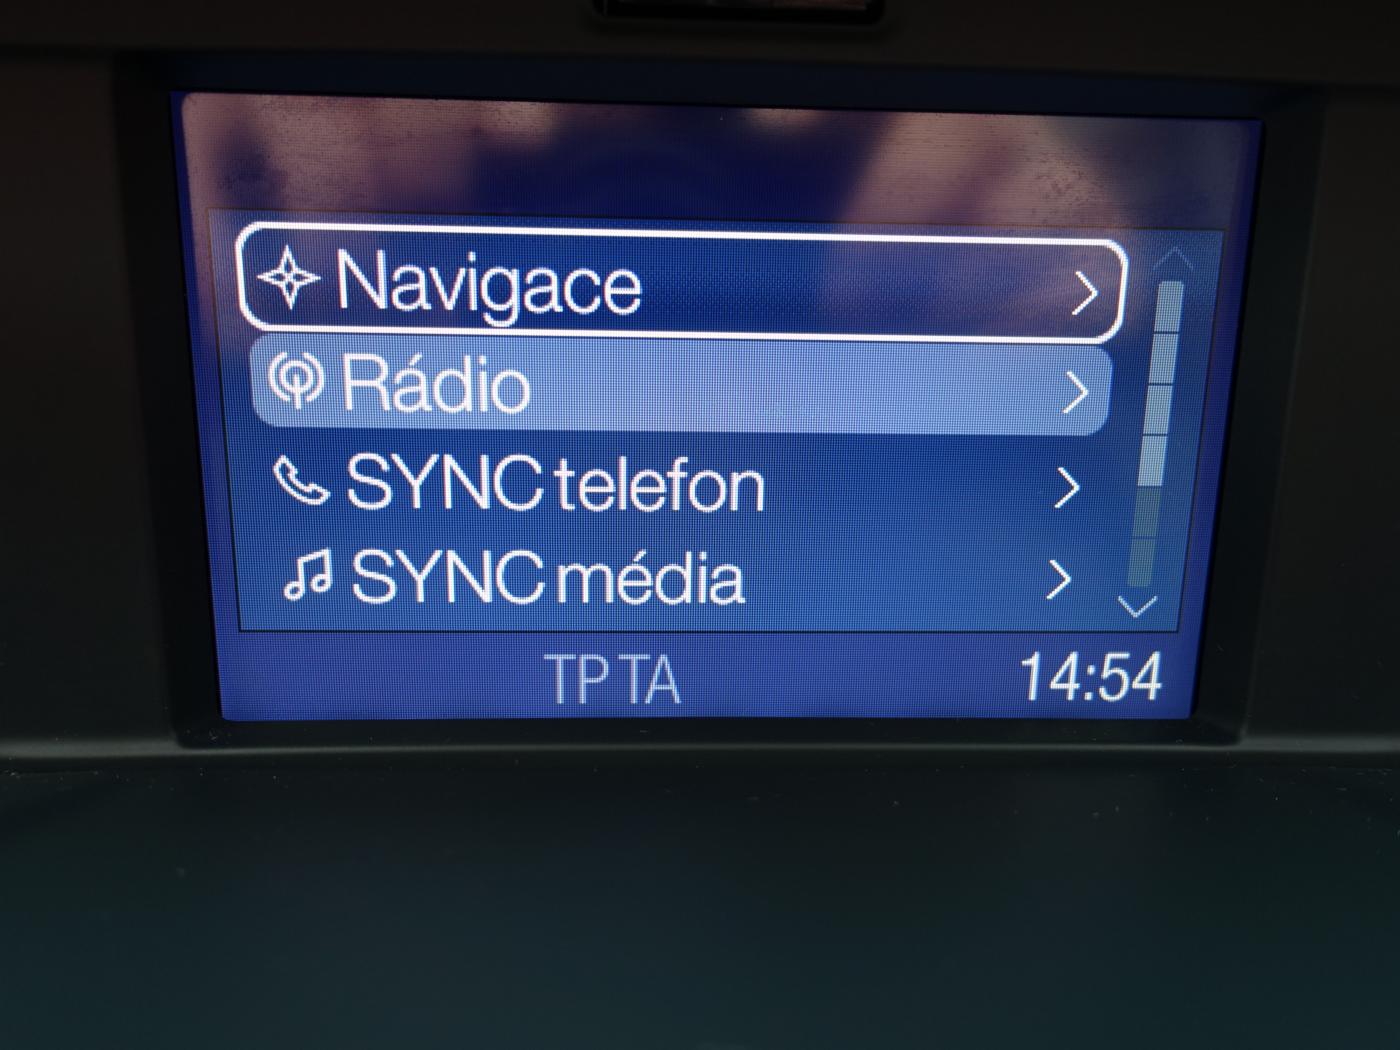 Navigace
Rádio
SYNC telefon
SYNC média
TP TA 14:54